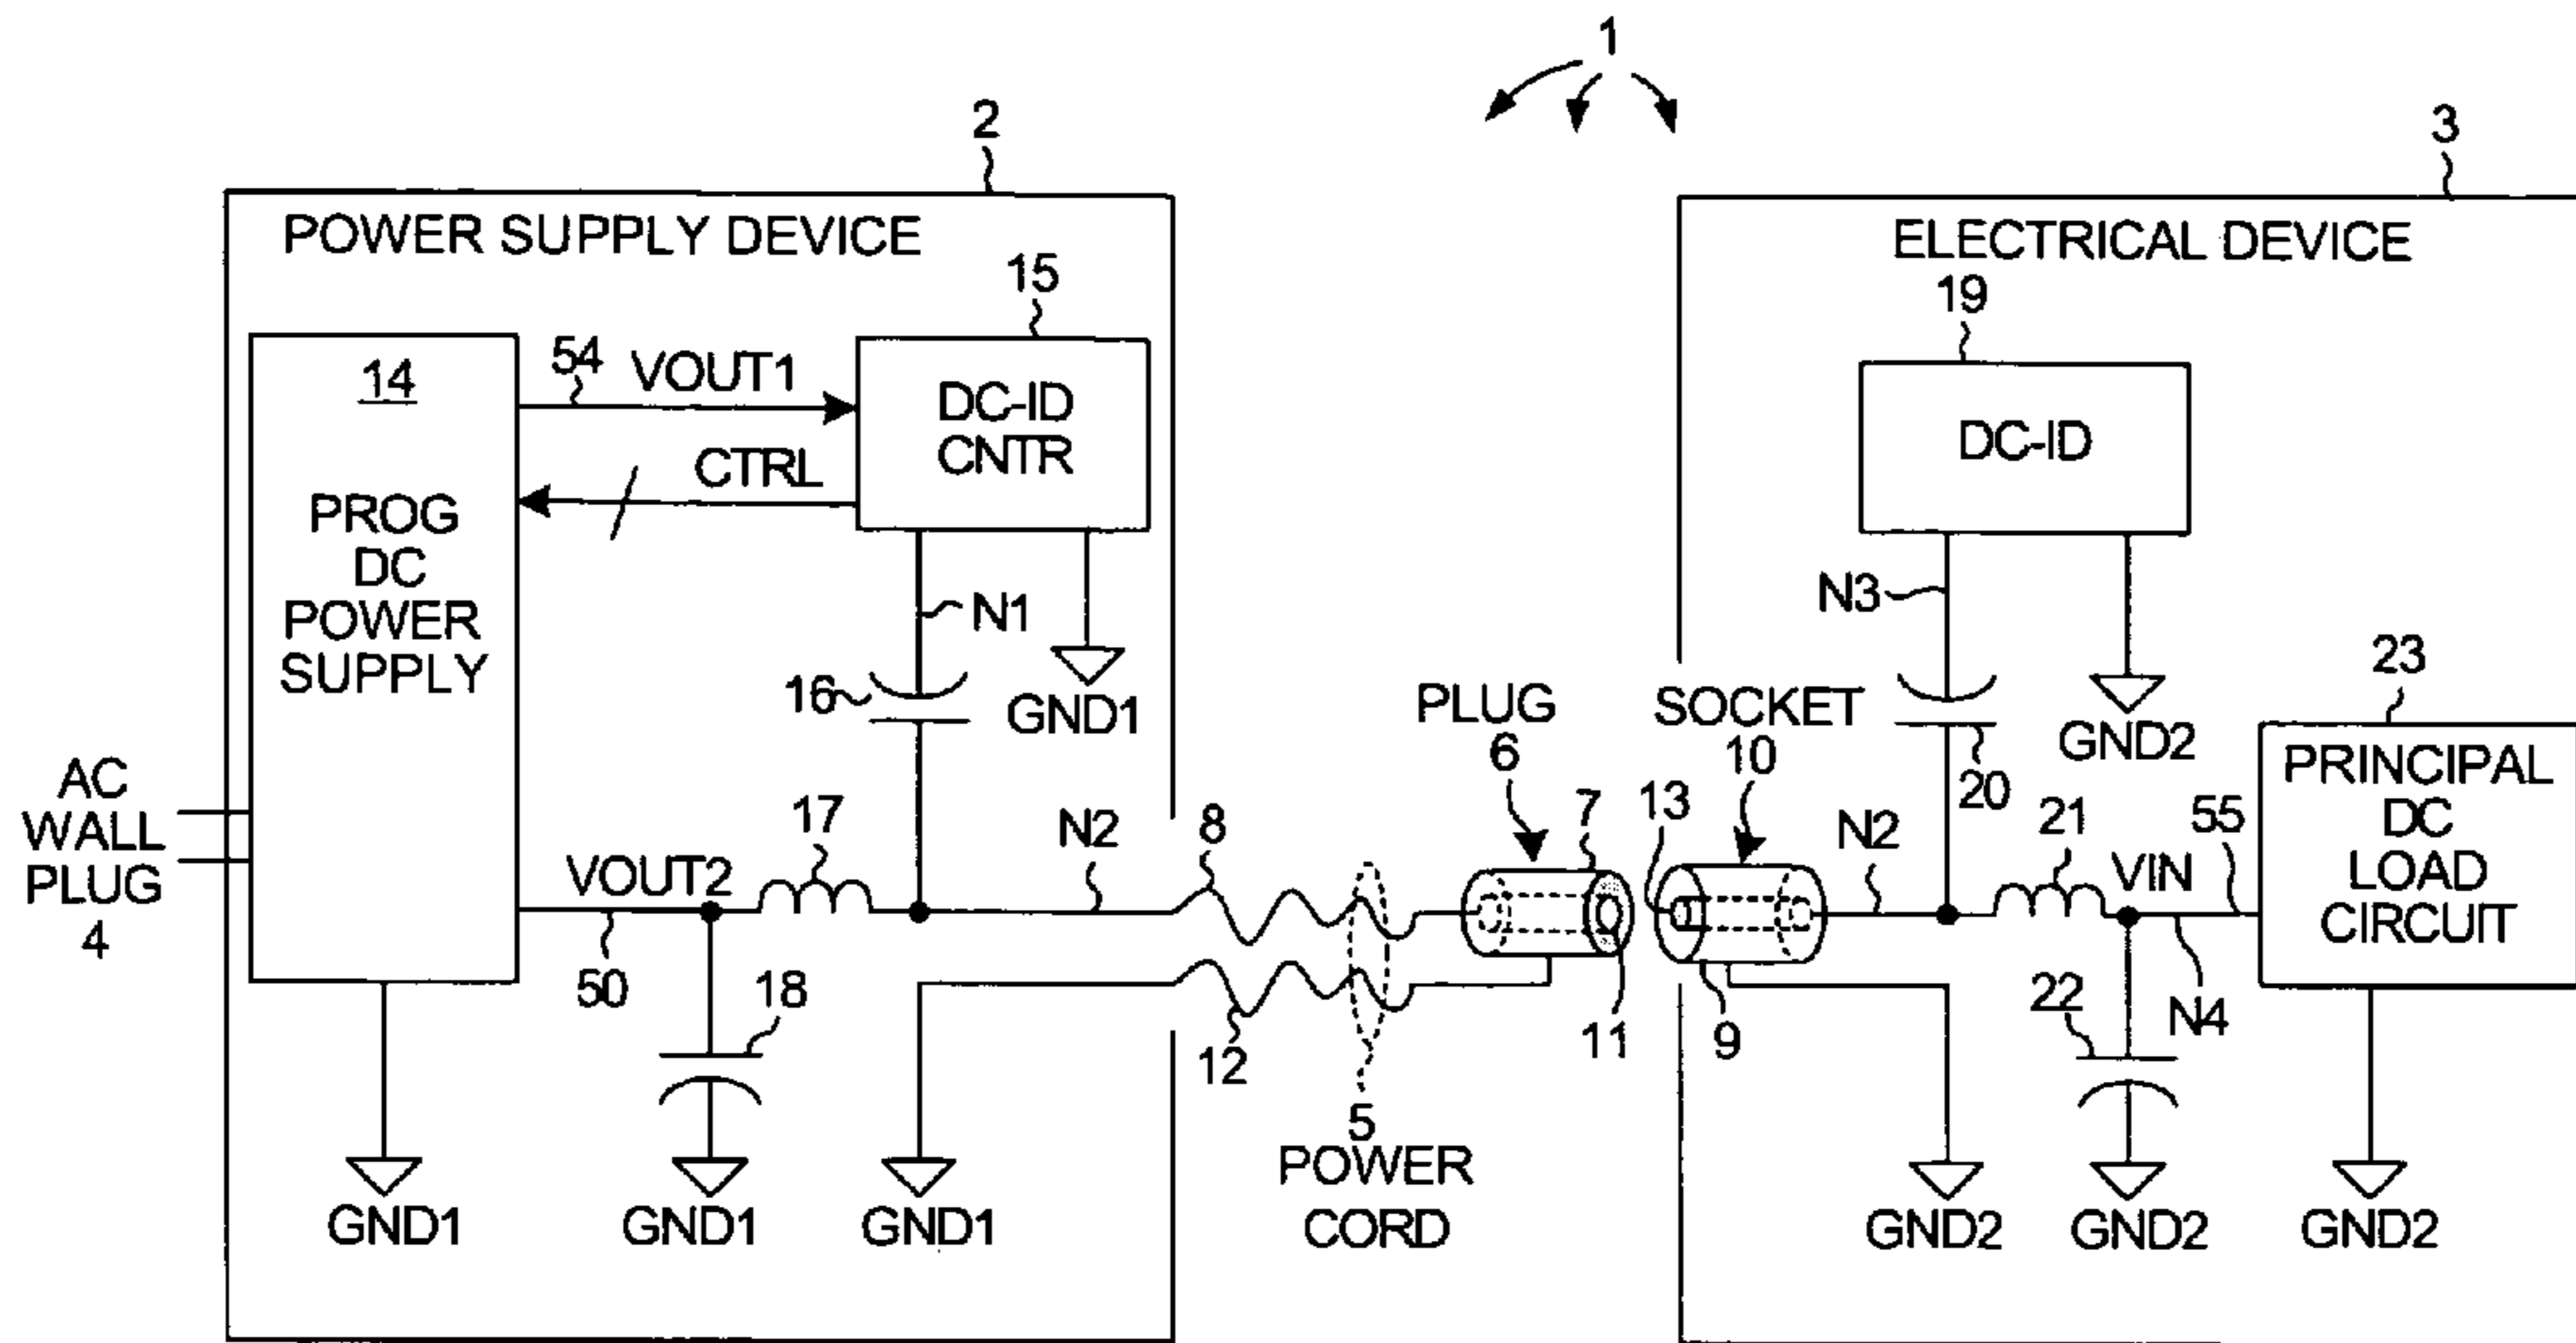 1
2
3
POWER SUPPLY DEVICE
ELECTRICAL DEVICE
15
19
14
54
VOUT1
DC-ID
CNTR
DC-ID
CTRL
PROG
DC
POWER
SUPPLY
N1
N3
16
GND1
GND2
23
PLUG
6
SOCKET
10
PRINCIPAL
DC
LOAD
CIRCUIT
AC
WALL
PLUG
4
17
N2
8
7
13
20
N2
21
VIN
55
VOUT2
50
18
12
11
9
22
N4
5
POWER
CORD
GND1
GND1
GND1
GND2
GND2
GND2